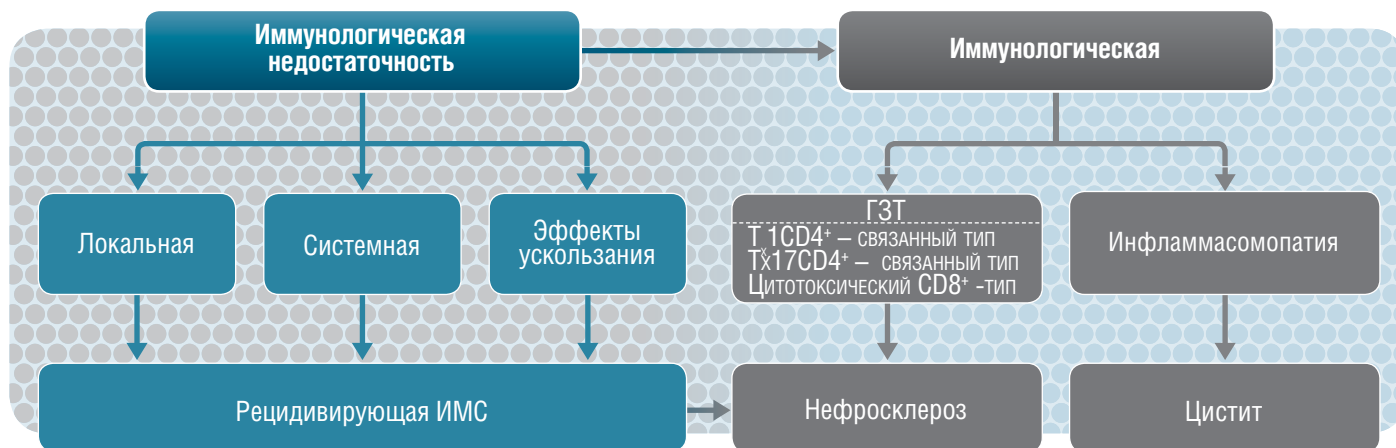 Иммунологическая
недостаточность
Иммунологическая
Локальная
Системная
Эффекты
ускользания
ГЗТ
Тх1CD4⁺ – связанный тип
Тх17CD4⁺ – связанный тип
Цитотоксический CD8⁺ -тип
Инфламмасомопатия
Рецидивирующая ИМС
Нефросклероз
Цистит